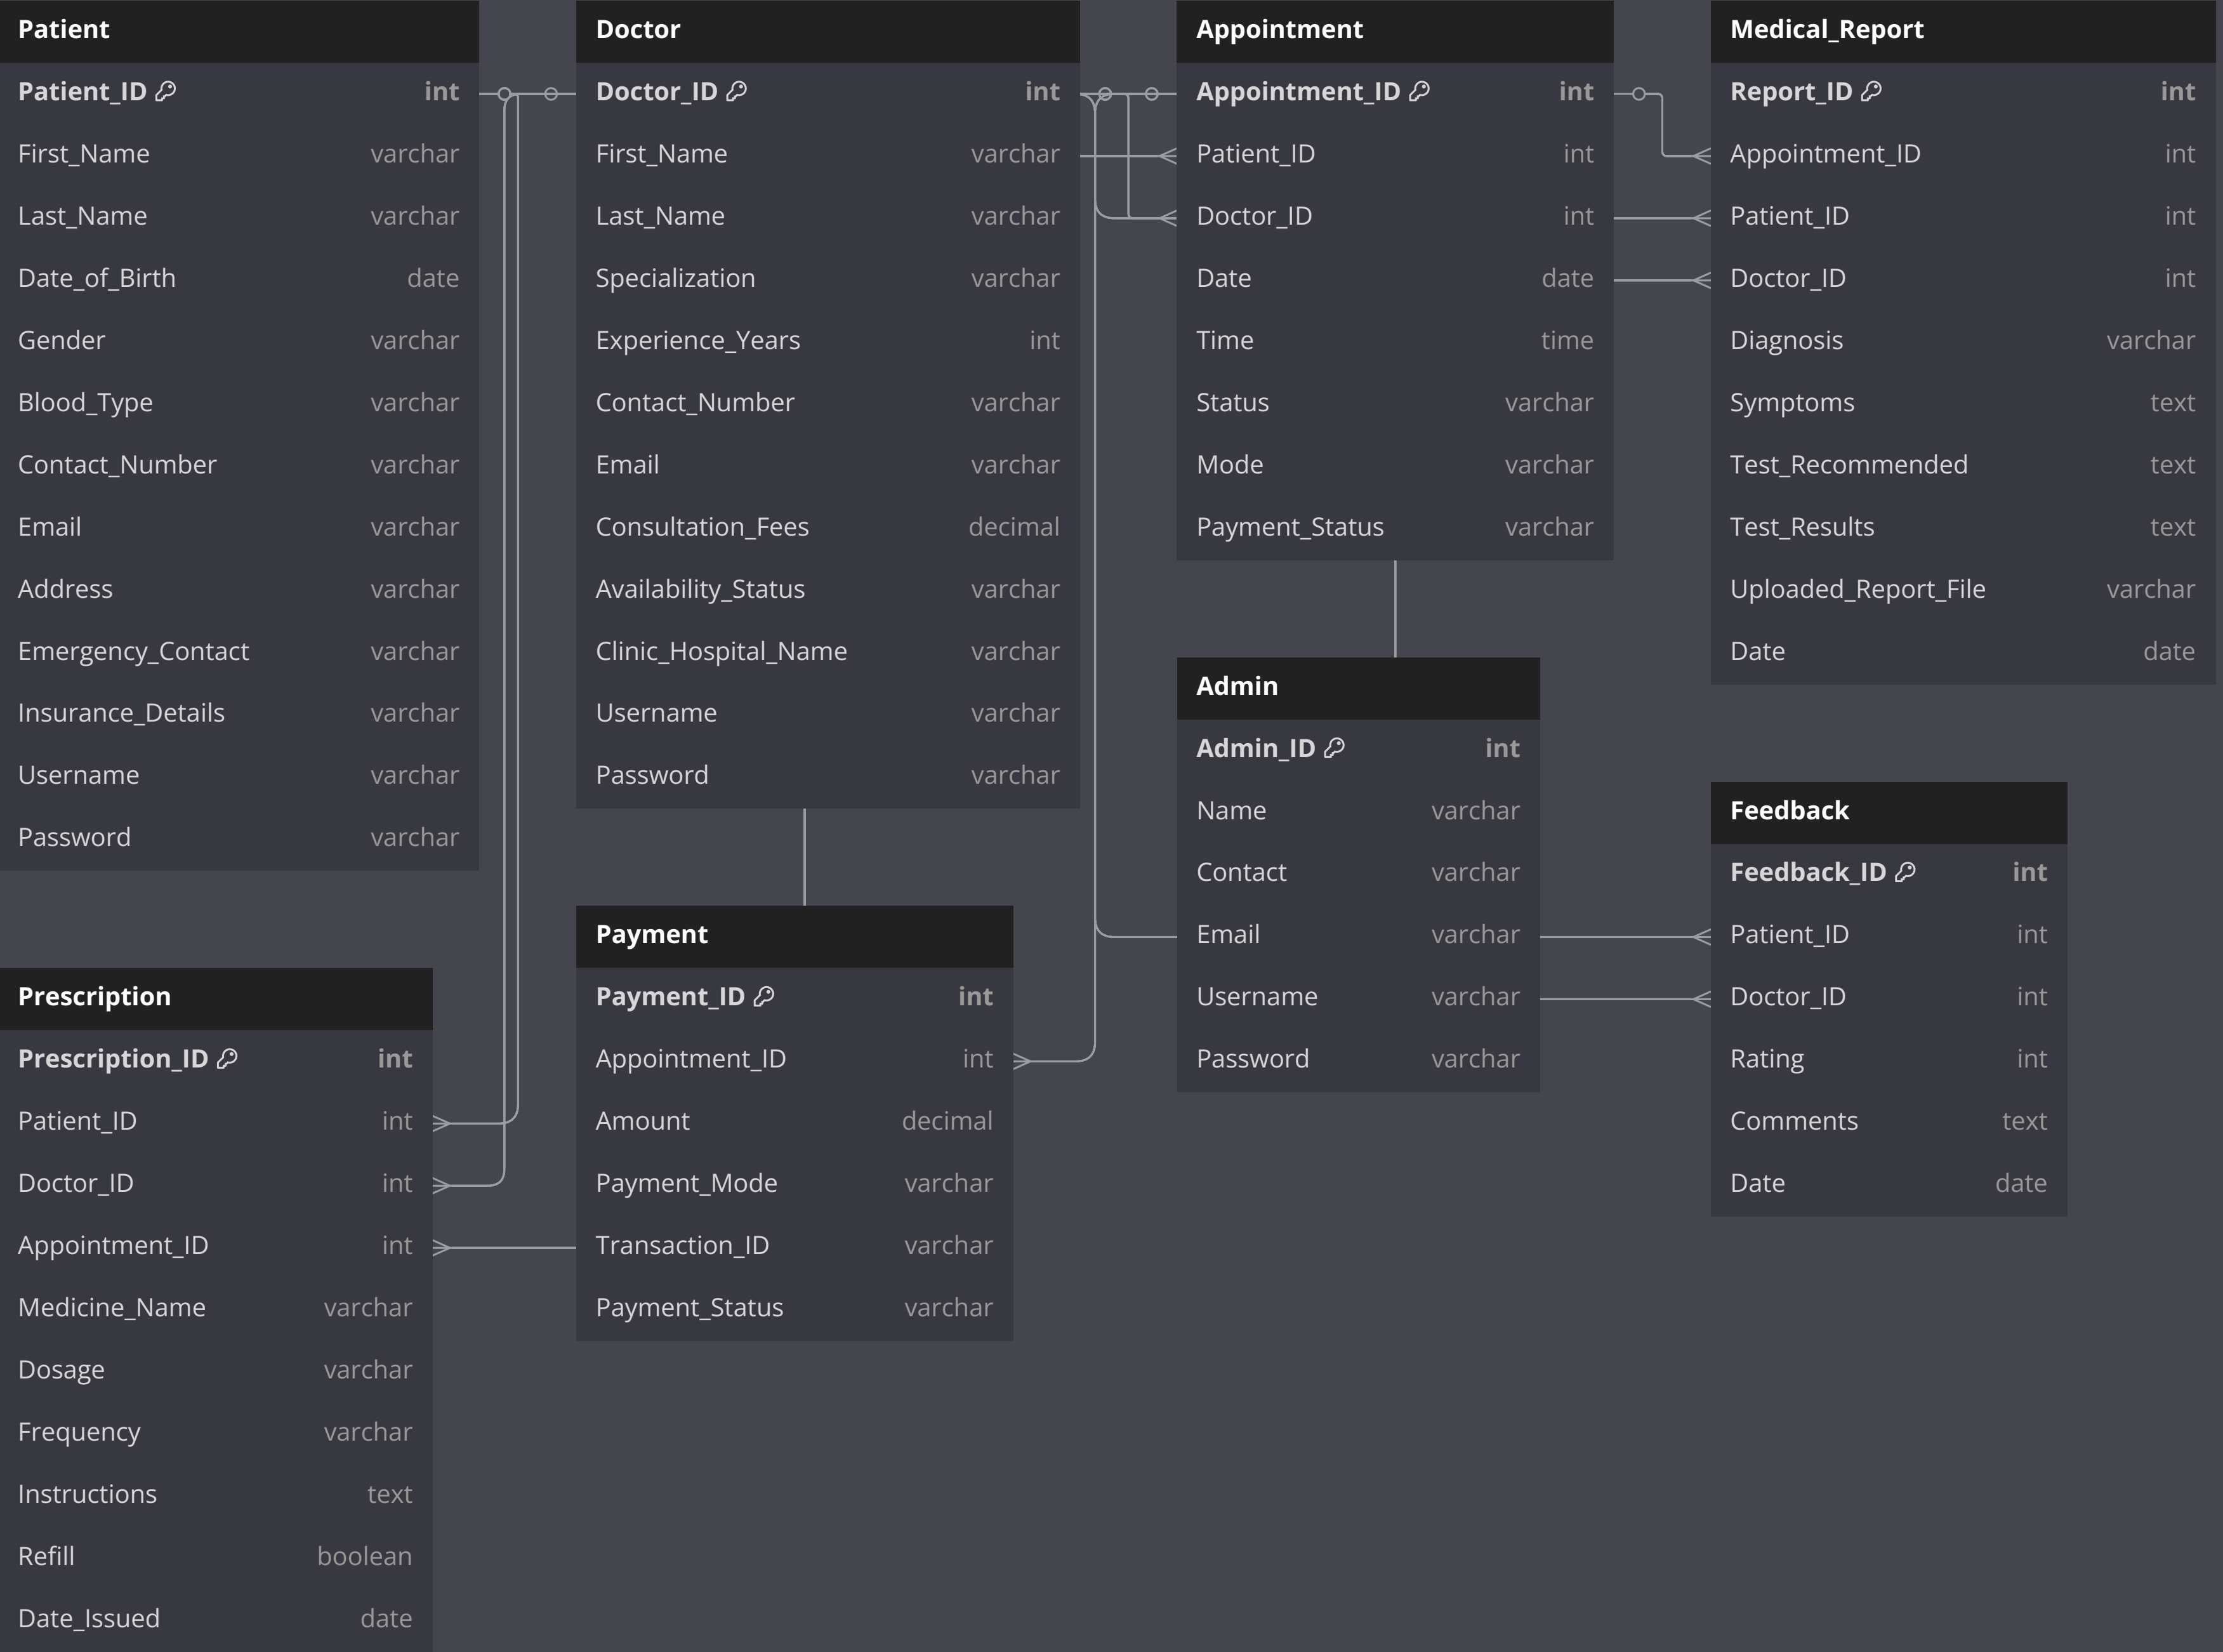 Patient
Patient_ID int
First_Name varchar
Last_Name varchar
Date_of_Birth date
Gender varchar
Blood_Type varchar
Contact_Number varchar
Email varchar
Address varchar
Emergency_Contact varchar
Insurance_Details varchar
Username varchar
Password varchar
Doctor
Doctor_ID int
First_Name varchar
Last_Name varchar
Specialization varchar
Experience_Years int
Contact_Number varchar
Email varchar
Consultation_Fees decimal
Availability_Status varchar
Clinic_Hospital_Name varchar
Username varchar
Password varchar
Appointment
Appointment_ID int
Patient_ID int
Doctor_ID int
Date date
Time time
Status varchar
Mode varchar
Payment_Status varchar
Medical_Report
Report_ID int
Appointment_ID int
Patient_ID int
Doctor_ID int
Diagnosis varchar
Symptoms text
Test_Recommended text
Test_Results text
Uploaded_Report_File varchar
Date date
Admin
Admin_ID int
Name varchar
Contact varchar
Email varchar
Username varchar
Password varchar
Feedback
Feedback_ID int
Patient_ID int
Doctor_ID int
Rating int
Comments text
Date date
Payment
Payment_ID int
Appointment_ID int
Amount decimal
Payment_Mode varchar
Transaction_ID varchar
Payment_Status varchar
Prescription
Prescription_ID int
Patient_ID int
Doctor_ID int
Appointment_ID int
Medicine_Name varchar
Dosage varchar
Frequency varchar
Instructions text
Refill boolean
Date_Issued date